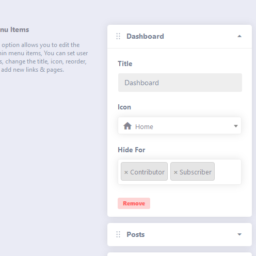 nu Items
option allows you to edit the
in menu items, You can set user
s, change the title, icon, reorder,
add new links & pages.
Dashboard
Title
Dashboard
Icon
Home
Hide For
× Contributor × Subscriber
Remove
Posts